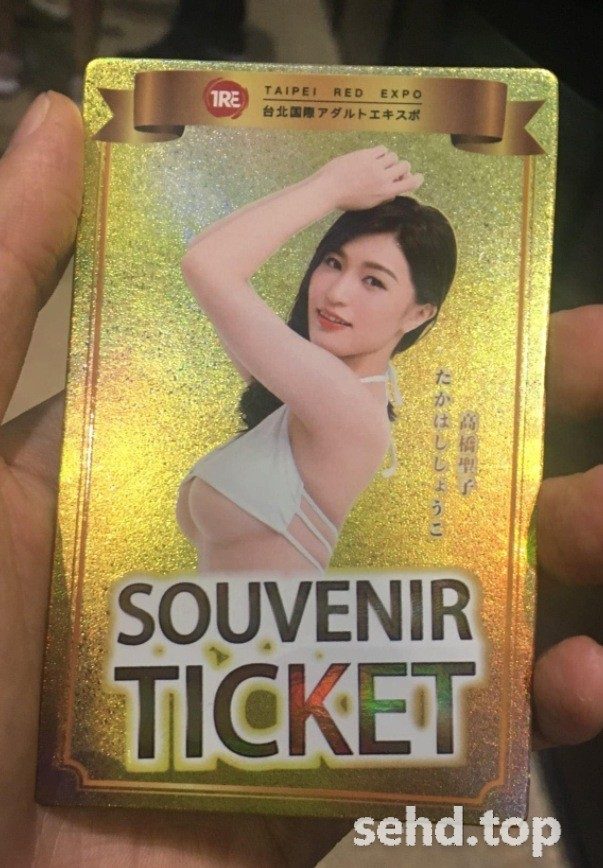 TRE
TAIPEI RED EXPO
台北国際アダルトエキスポ
高橋聖子
たかはししょうこ
SOUVENIR
TICKET
sehd.top